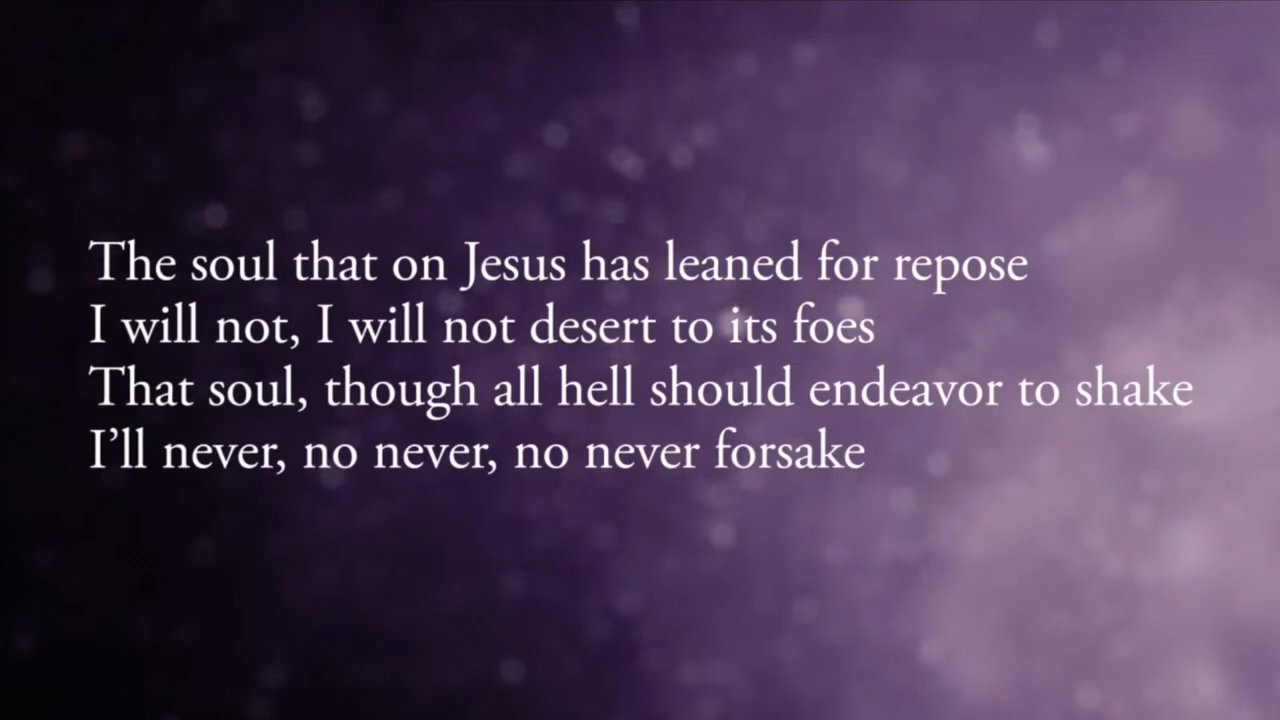 The soul that on Jesus has leaned for repose
I will not, I will not desert to its foes
That soul, though all hell should endeavor to shake
I’ll never, no never, no never forsake